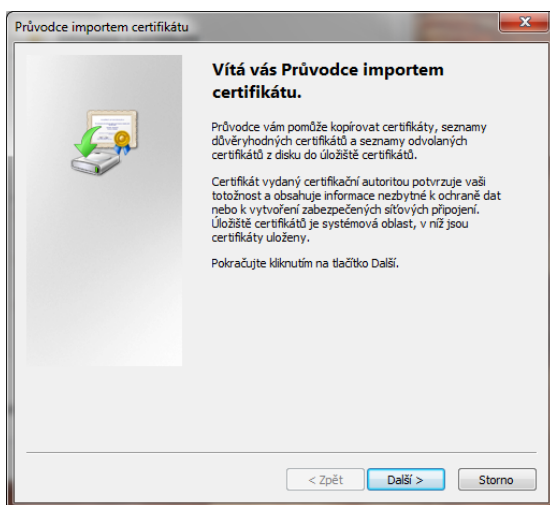 Průvodce importem certifikátu
Vítá vás Průvodce importem
certifikátu.
Průvodce vám pomůže kopírovat certifikáty, seznamy
důvěryhodných certifikátů a seznamy odvolaných
certifikátů z disku do úložiště certifikátů.
Certifikát vydaný certifikační autoritou potvrzuje vaši
totožnost a obsahuje informace nezbytné k ochraně dat
nebo k vytvoření zabezpečených síťových připojení.
Úložiště certifikátů je systémová oblast, v níž jsou
certifikáty uloženy.
Pokračujte kliknutím na tlačítko Další.
< Zpět Další > Storno